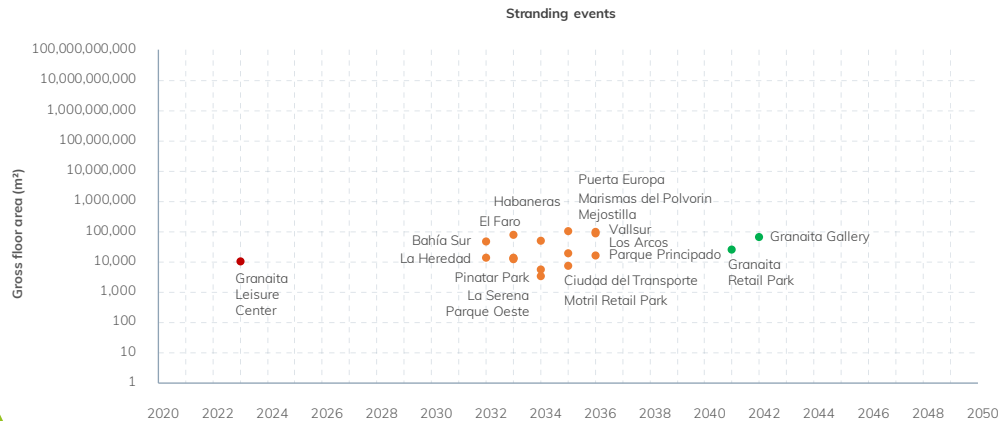 Stranding events
Gross floor area (m²)
100,000,000,000
10,000,000,000
1,000,000,000
100,000,000
10,000,000
1,000,000
100,000
10,000
1,000
100
10
1
Puerta Europa
Habaneras
Marismas del Polvorin
Mejostilla
El Faro
Vallsur
Bahía Sur
Los Arcos
Granaita Gallery
La Heredad
Parque Principado
Granaita
Leisure
Center
Pinatar Park
La Serena
Parque Oeste
Ciudad del Transporte
Motril Retail Park
Granaita
Retail Park
2020 2022 2024 2026 2028 2030 2032 2034 2036 2038 2040 2042 2044 2046 2048 2050